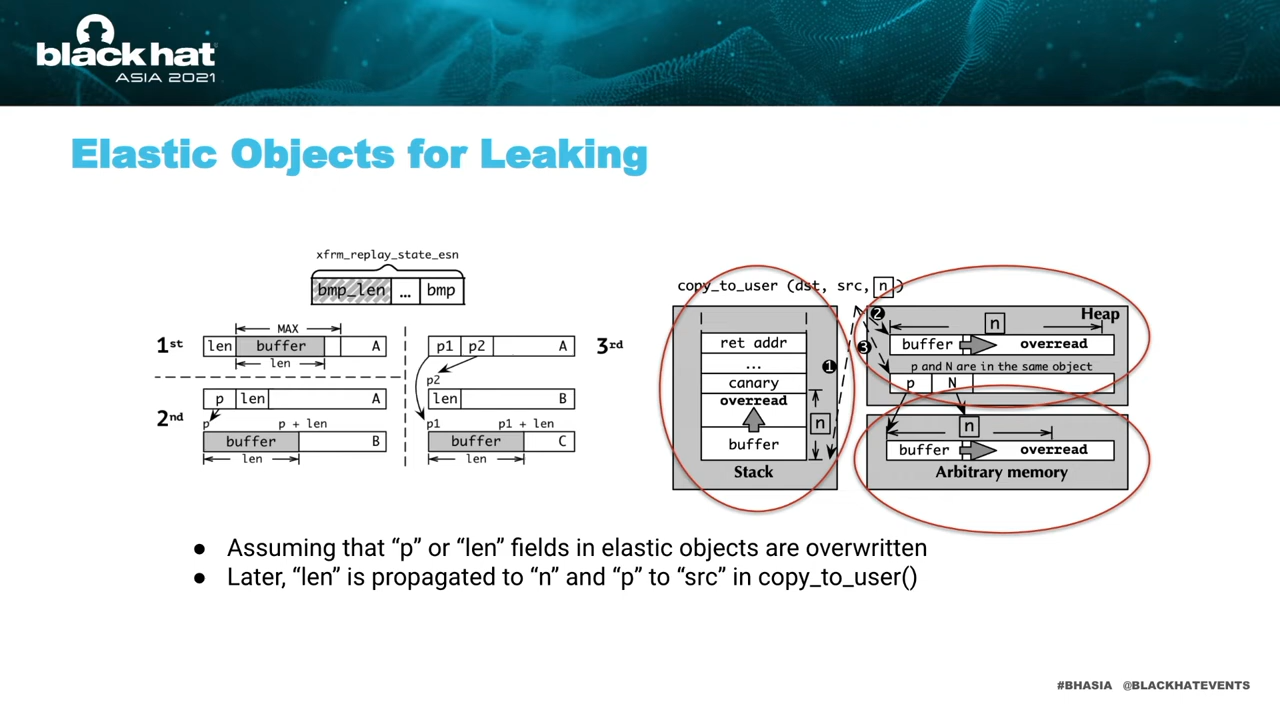 black hat
ASIA 2021
Elastic Objects for Leaking
xfrm_replay_state_esn
bmp_len ... bmp
1st
MAX
len buffer A
len
2nd
p len A
p p + len
buffer B
len
3rd
p1 p2 A
p2
len B
p1 p1 + len
buffer C
len
copy_to_user (dst, src, n)
ret addr
...
canary
overread
n
buffer
Stack
❶
❷
❸
Heap
n
buffer overread
p and N are in the same object
p N
n
buffer overread
Arbitrary memory
● Assuming that “p” or “len” fields in elastic objects are overwritten
● Later, “len” is propagated to “n” and “p” to “src” in copy_to_user()
#BHASIA @BLACKHATEVENTS